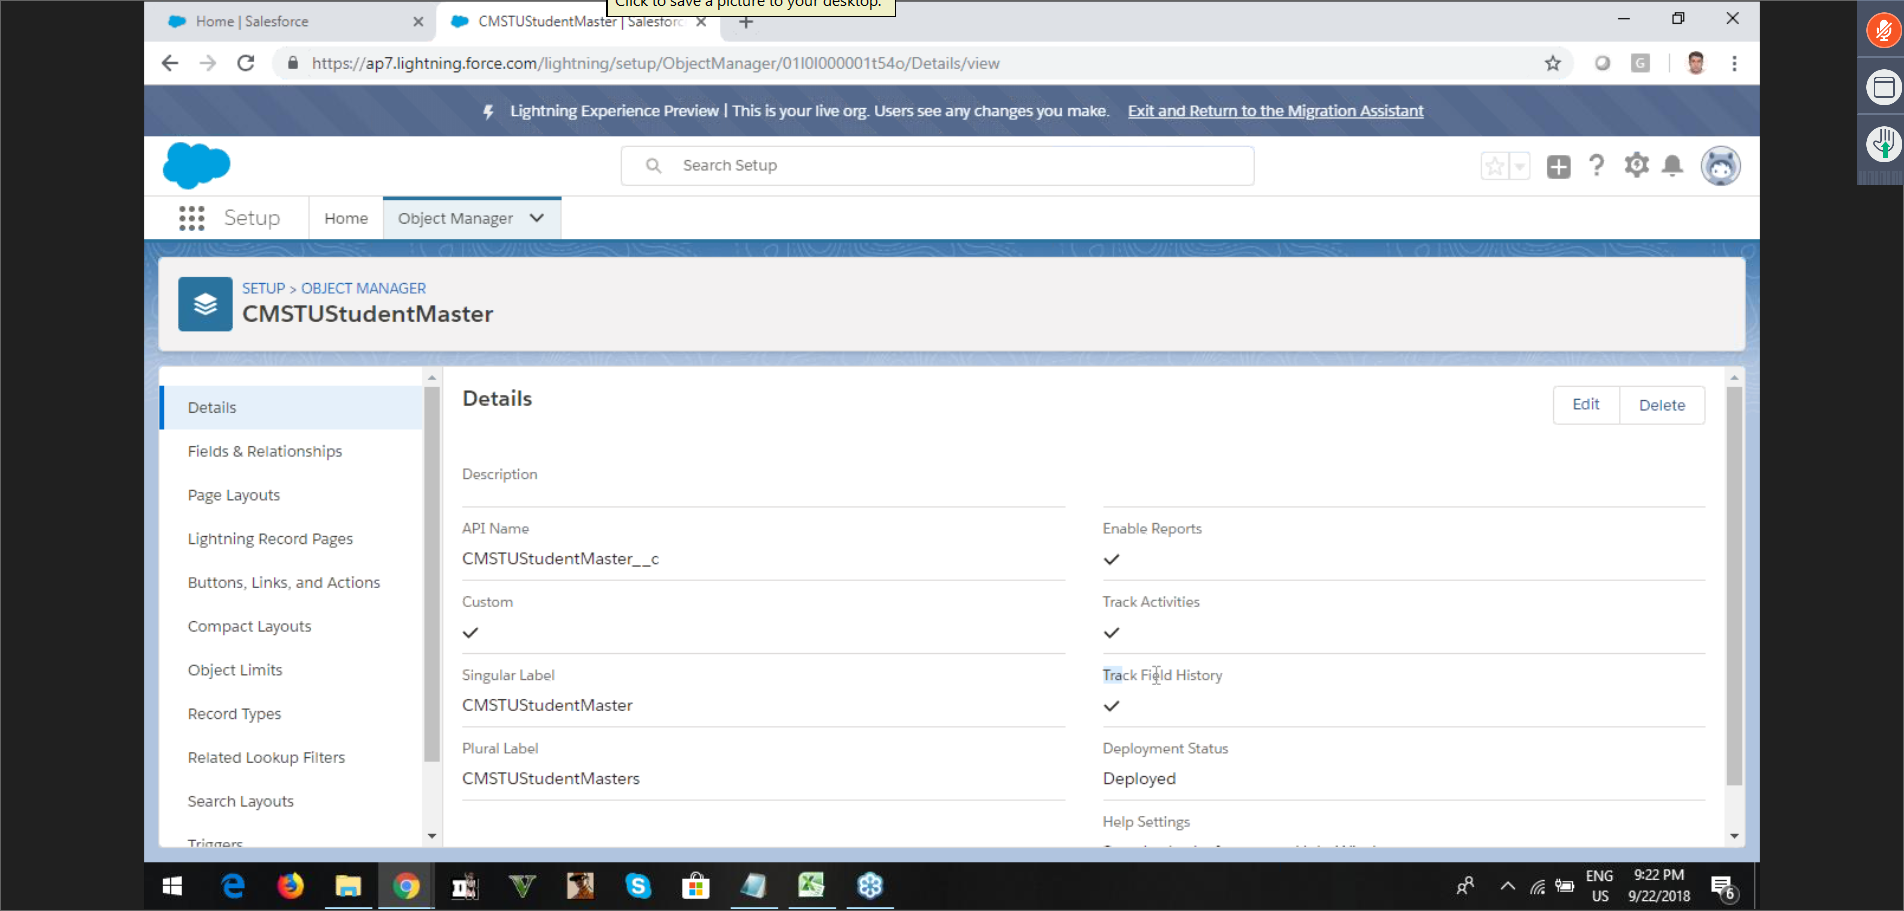 Click to save a picture to your desktop.
Home | Salesforce
CMSTUStudentMaster | Salesforc
https://ap7.lightning.force.com/lightning/setup/ObjectManager/01I0I000001t54o/Details/view
G
Lightning Experience Preview | This is your live org. Users see any changes you make. Exit and Return to the Migration Assistant
Search Setup
Setup
Home
Object Manager
SETUP > OBJECT MANAGER
CMSTUStudentMaster
Details
Fields & Relationships
Page Layouts
Lightning Record Pages
Buttons, Links, and Actions
Compact Layouts
Object Limits
Record Types
Related Lookup Filters
Search Layouts
Triggers
Details
Edit
Delete
Description
API Name
CMSTUStudentMaster__c
Custom
Singular Label
CMSTUStudentMaster
Plural Label
CMSTUStudentMasters
Enable Reports
Track Activities
Track Field History
Deployment Status
Deployed
Help Settings
ENG
US
9:22 PM
9/22/2018
6